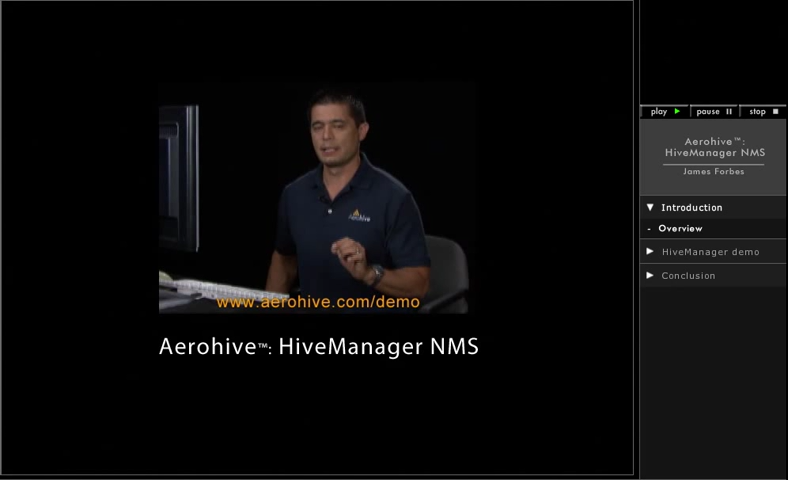 Aerohive
www.aerohive.com/demo
Aerohive™: HiveManager NMS
play
pause
stop
Aerohive™:
HiveManager NMS
James Forbes
Introduction
- Overview
HiveManager demo
Conclusion